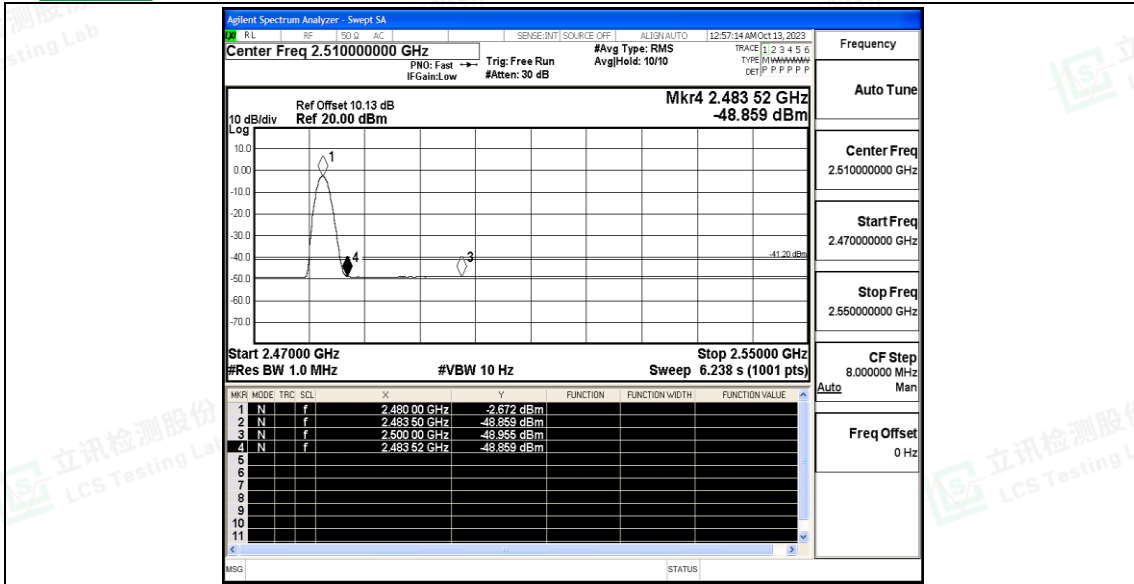 Agilent Spectrum Analyzer - Swept SA
RL RF 50 Ω AC SENSE:INT SOURCE OFF ALIGN AUTO 12:57:14 AM Oct 13, 2023
Center Freq 2.510000000 GHz
PNO: Fast
IFGain:Low
Trig: Free Run
#Atten: 30 dB
#Avg Type: RMS
Avg|Hold: 10/10
TRACE 1 2 3 4 5 6
TYPE M WWWWW
DET P P P P P P
Frequency
Auto Tune
Center Freq
2.510000000 GHz
Start Freq
2.470000000 GHz
Stop Freq
2.550000000 GHz
CF Step
8.000000 MHz
Auto Man
Freq Offset
0 Hz
Mkr4 2.483 52 GHz
-48.859 dBm
Ref Offset 10.13 dB
10 dB/div Ref 20.00 dBm
Log
10.0
0.00
-10.0
-20.0
-30.0
-40.0
-50.0
-60.0
-70.0
1
4
3
-41.20 dBm
Start 2.47000 GHz Stop 2.55000 GHz
#Res BW 1.0 MHz #VBW 10 Hz Sweep 6.238 s (1001 pts)
MKR MODE TRC SCL X Y FUNCTION FUNCTION WIDTH FUNCTION VALUE
1 N f 2.480 00 GHz -2.672 dBm
2 N f 2.483 50 GHz -48.859 dBm
3 N f 2.500 00 GHz -48.955 dBm
4 N f 2.483 52 GHz -48.859 dBm
5
6
7
8
9
10
11
MSG STATUS
立讯检测股份
LCS Testing Lab
立讯检测股份
LCS Testing L